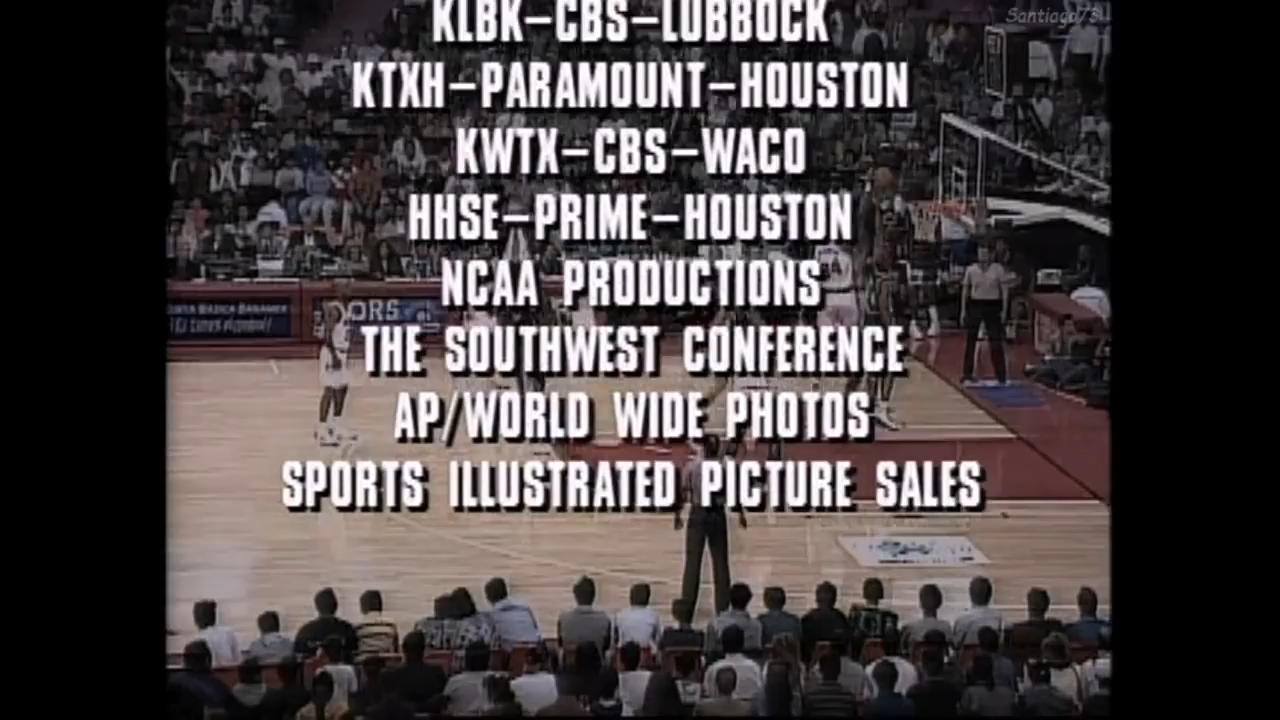 Santiago73
KLBK–CBS–LUBBOCK
KTXH–PARAMOUNT–HOUSTON
KWTX–CBS–WACO
HHSE–PRIME–HOUSTON
NCAA PRODUCTIONS
THE SOUTHWEST CONFERENCE
AP/WORLD WIDE PHOTOS
SPORTS ILLUSTRATED PICTURE SALES